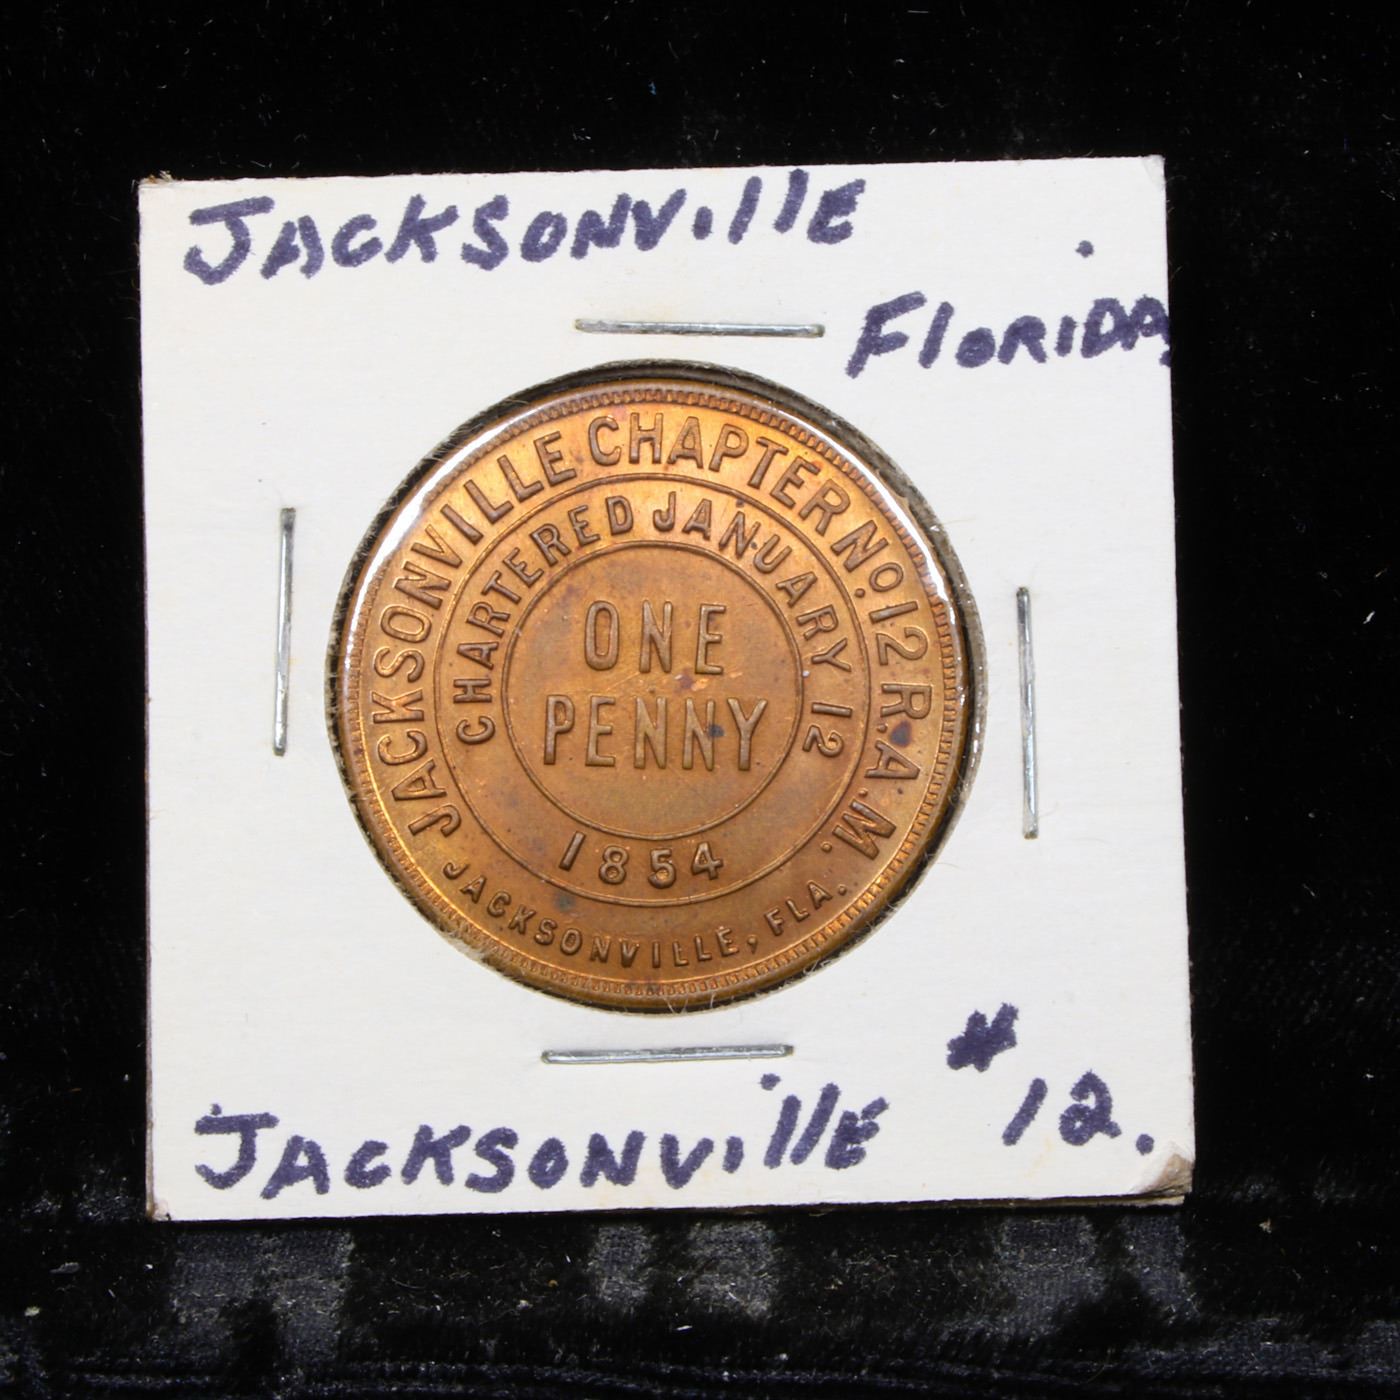 JACKSONVillE
FloRIDA
JACKSONVILLE CHAPTER No. 12 R.A.M.
CHARTERED JANUARY 12
ONE
PENNY
1854
JACKSONVILLE, FLA.
#12.
JACKSONVillE